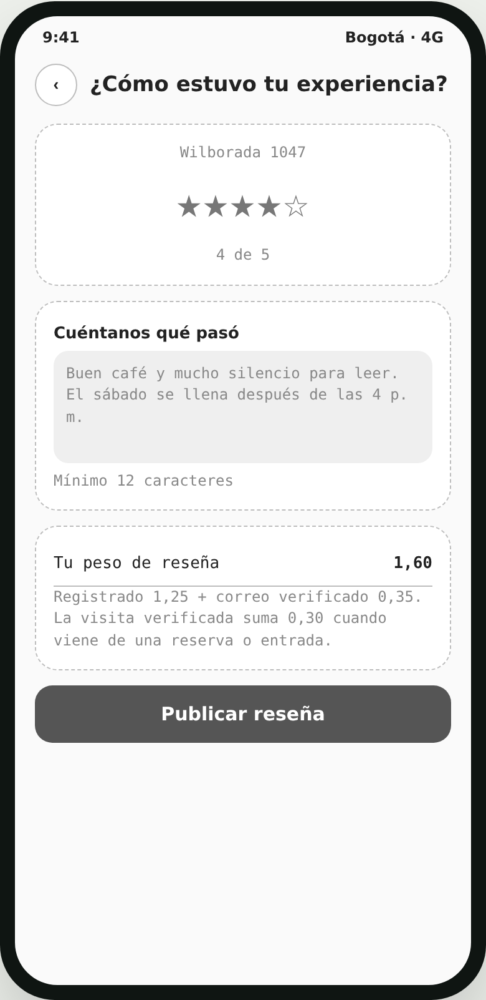 9:41
Bogotá · 4G
‹
¿Cómo estuvo tu experiencia?
Wilborada 1047
★★★★☆
4 de 5
Cuéntanos qué pasó
Buen café y mucho silencio para leer.
El sábado se llena después de las 4 p.
m.
Mínimo 12 caracteres
Tu peso de reseña
1,60
Registrado 1,25 + correo verificado 0,35.
La visita verificada suma 0,30 cuando
viene de una reserva o entrada.
Publicar reseña